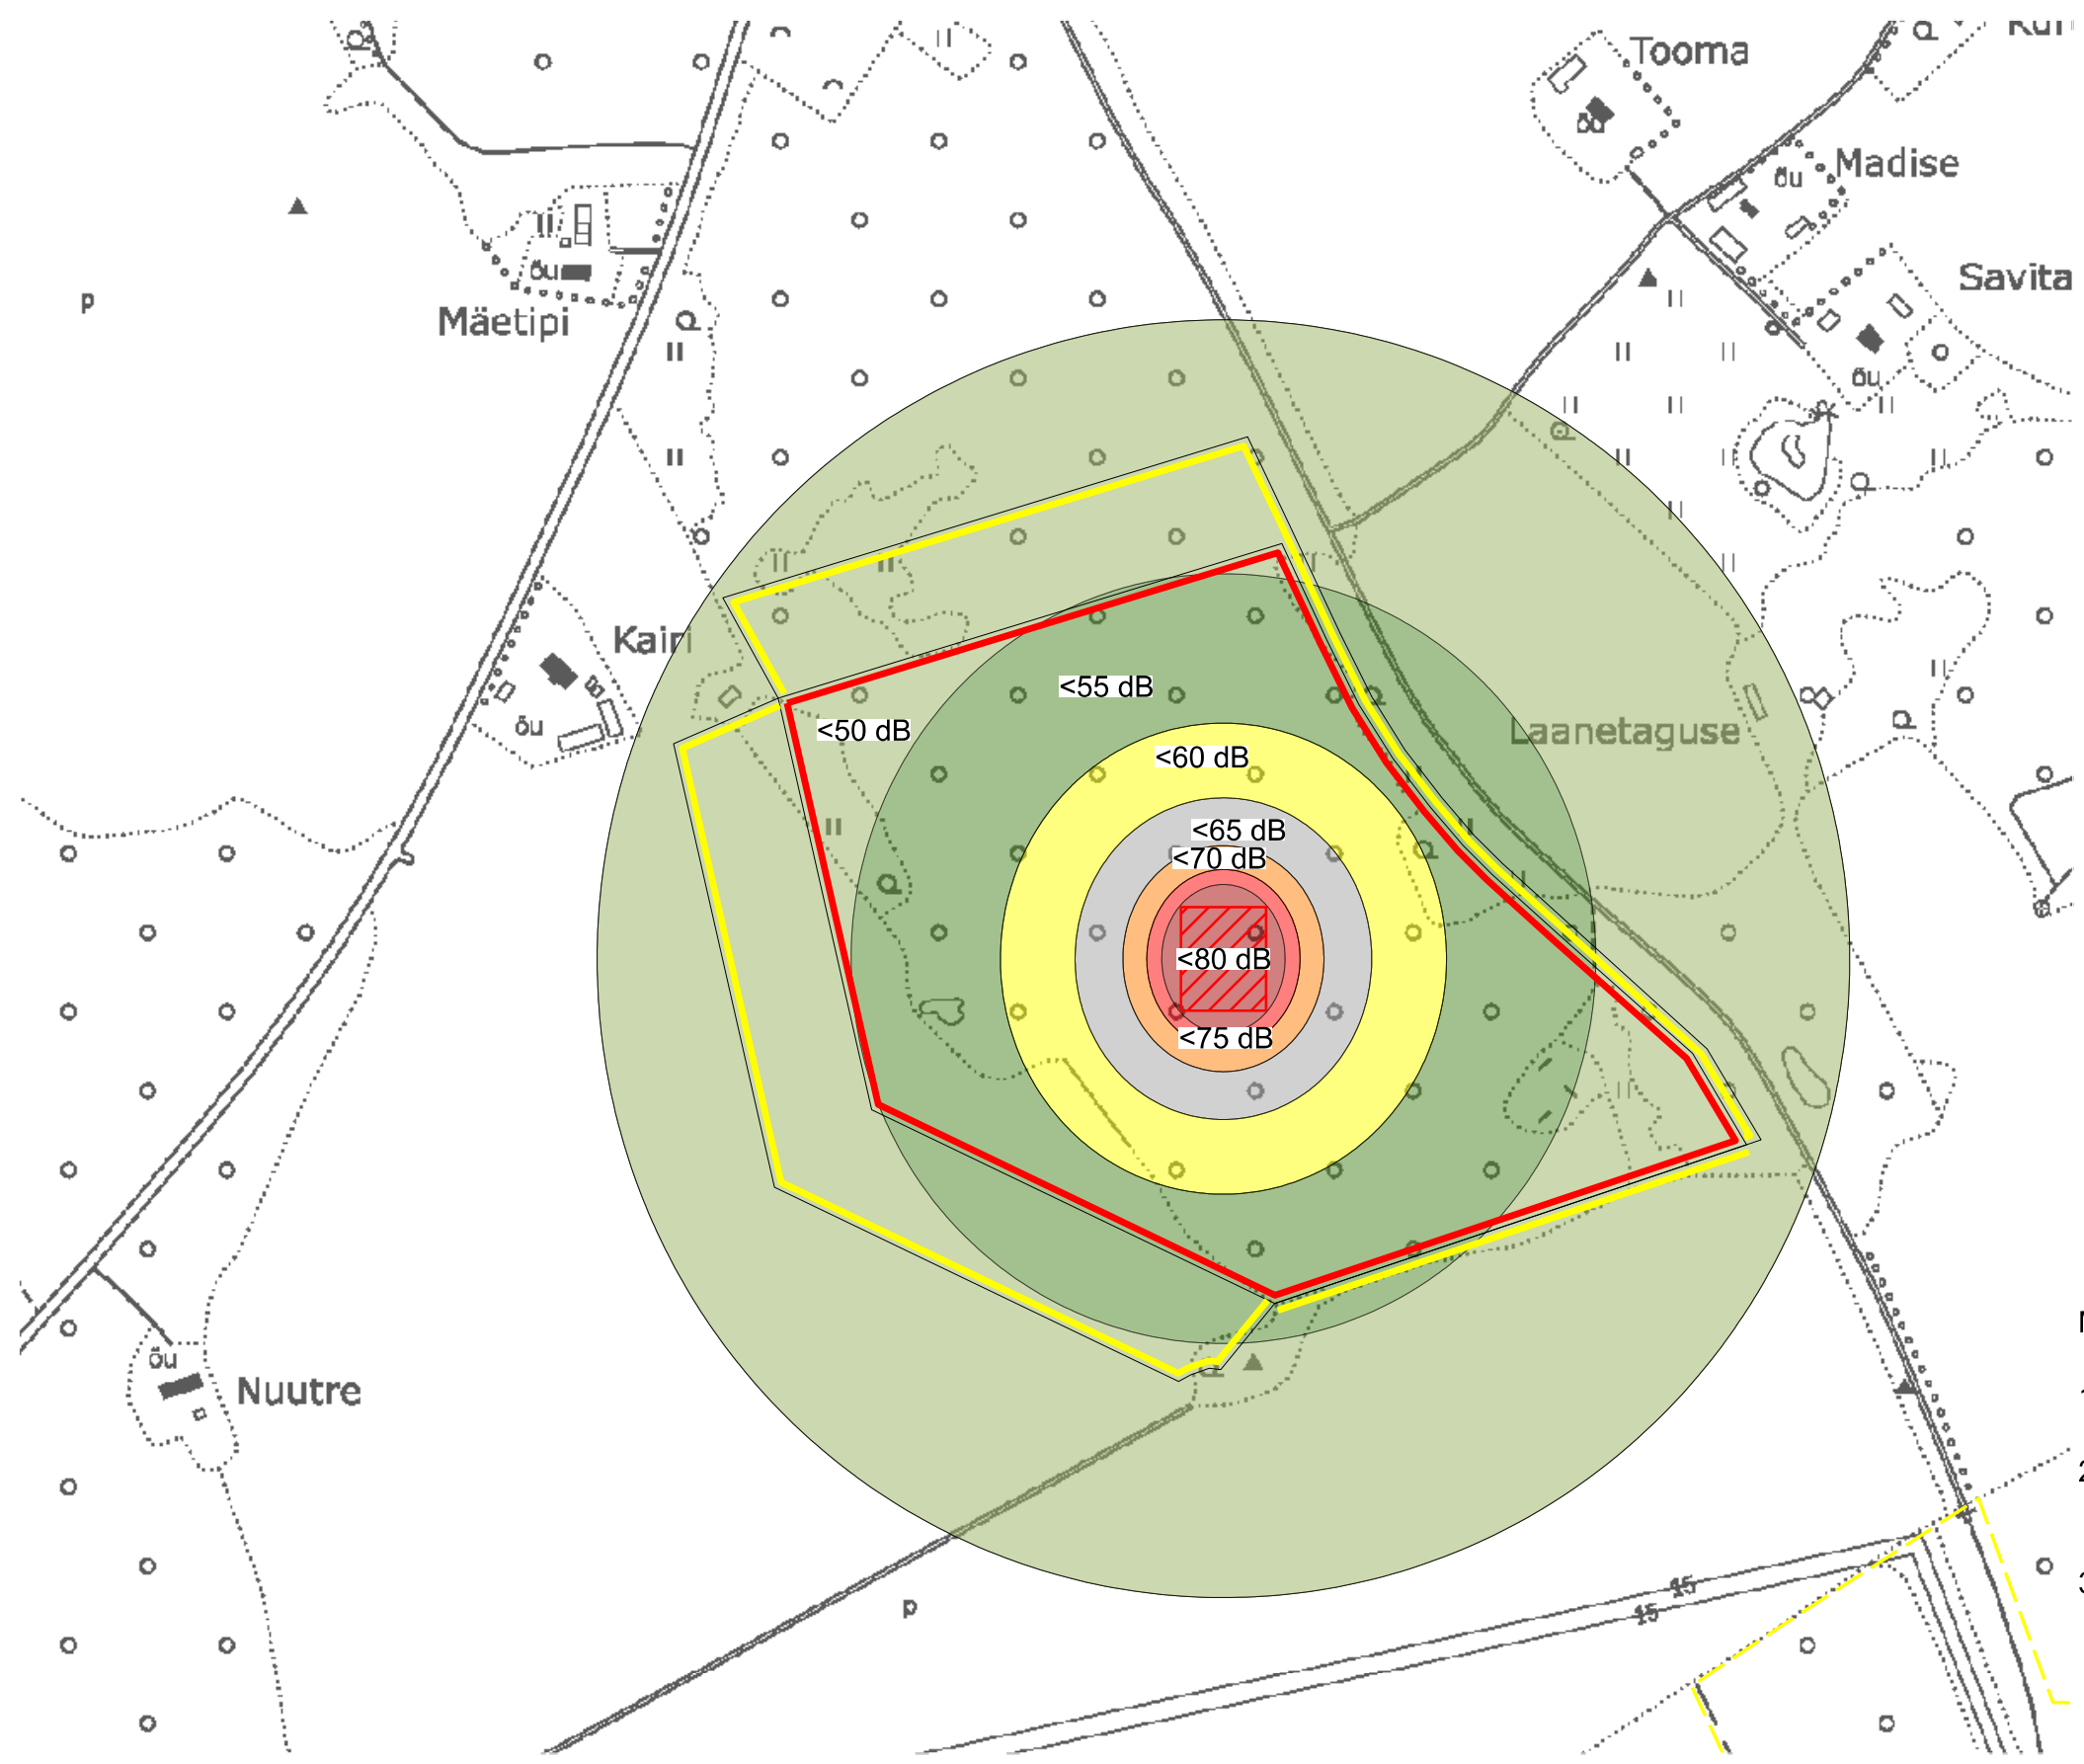 Tooma
õu
Madise
õu
Savita
p
õu
Mäetipi
õu
Kairi
õu
<55 dB
<50 dB
Laanetaguse
<60 dB
<65 dB
<70 dB
<80 dB
<75 dB
õu
Nuutre
p
15
15